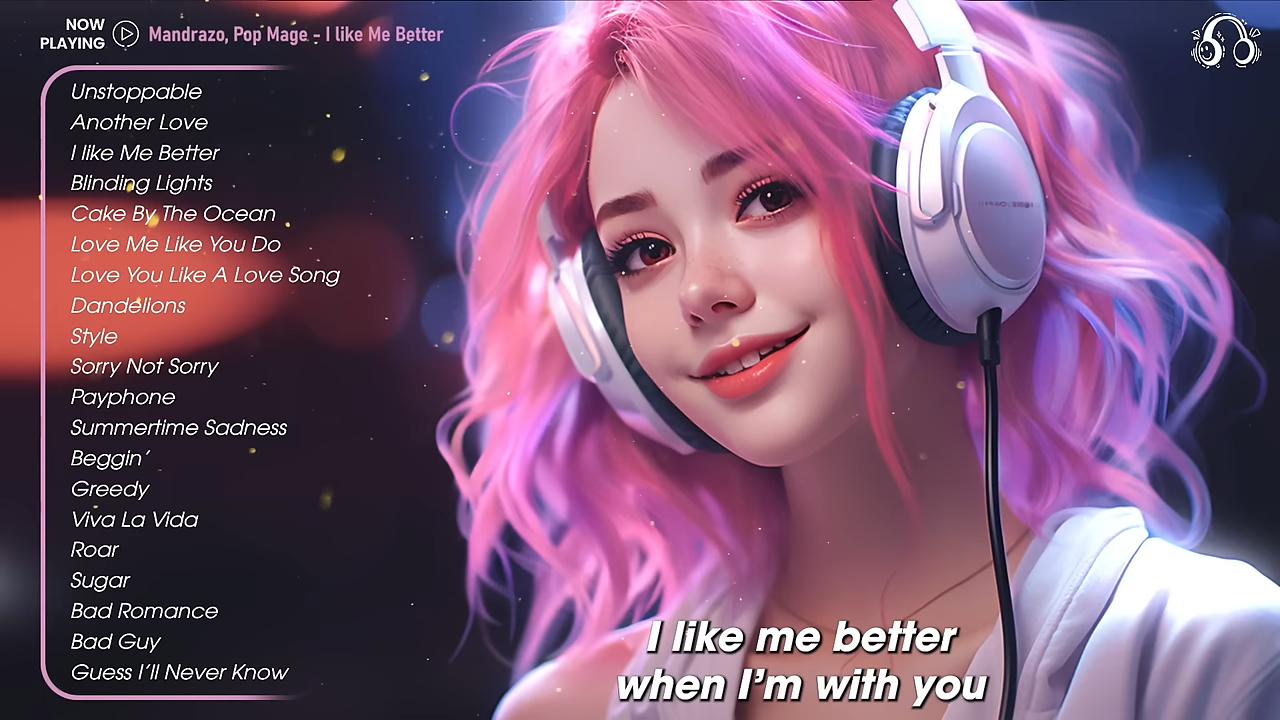 NOW
PLAYING
Mandrazo, Pop Mage - I like Me Better
Unstoppable
Another Love
I like Me Better
Blinding Lights
Cake By The Ocean
Love Me Like You Do
Love You Like A Love Song
Dandelions
Style
Sorry Not Sorry
Payphone
Summertime Sadness
Beggin’
Greedy
Viva La Vida
Roar
Sugar
Bad Romance
Bad Guy
Guess I’ll Never Know
I like me better
when I’m with you